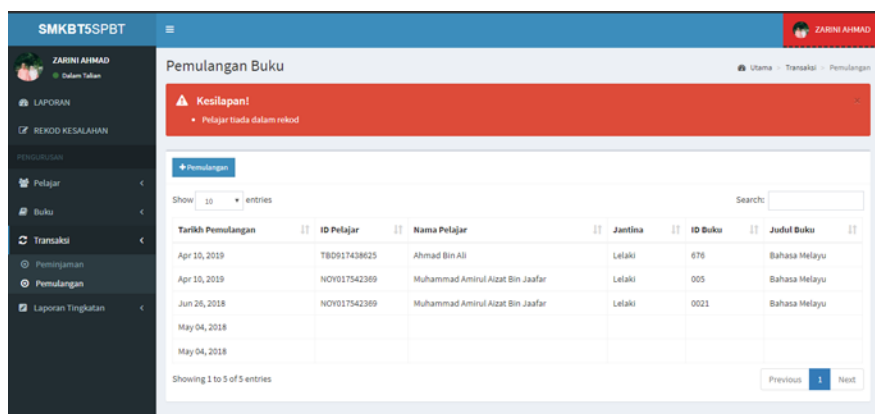 SMKBT5SPBT
ZARINI AHMAD
ZARINI AHMAD
Dalam Talian
LAPORAN
REKOD KESALAHAN
PENGURUSAN
Pelajar
Buku
Transaksi
Peminjaman
Pemulangan
Laporan Tingkatan
Pemulangan Buku
Utama > Transaksi > Pemulangan
Kesilapan!
Pelajar tiada dalam rekod
+Pemulangan
Show 10 entries
Search:
Tarikh Pemulangan ID Pelajar Nama Pelajar Jantina ID Buku Judul Buku
Apr 10, 2019 TBD917438625 Ahmad Bin Ali Lelaki 676 Bahasa Melayu
Apr 10, 2019 NOY017542369 Muhammad Amirul Aizat Bin Jaafar Lelaki 005 Bahasa Melayu
Jun 26, 2018 NOY017542369 Muhammad Amirul Aizat Bin Jaafar Lelaki 0021 Bahasa Melayu
May 04, 2018
May 04, 2018
Showing 1 to 5 of 5 entries
Previous 1 Next